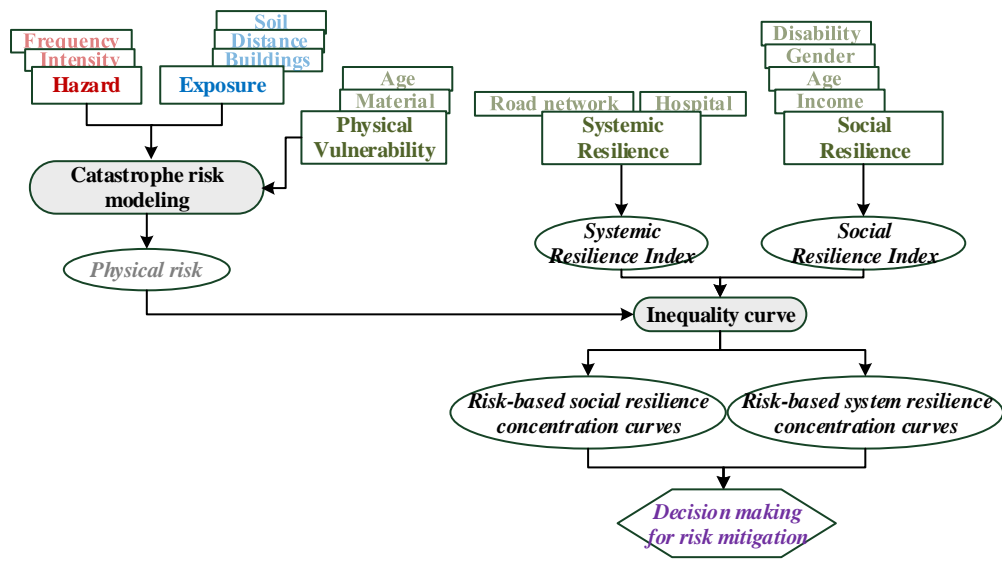 Frequency
Intensity
Hazard
Soil
Distance
Buildings
Exposure
Age
Material
Physical
Vulnerability
Road network
Hospital
Systemic
Resilience
Disability
Gender
Age
Income
Social
Resilience
Catastrophe risk
modeling
Physical risk
Systemic
Resilience Index
Social
Resilience Index
Inequality curve
Risk-based social resilience
concentration curves
Risk-based system resilience
concentration curves
Decision making
for risk mitigation